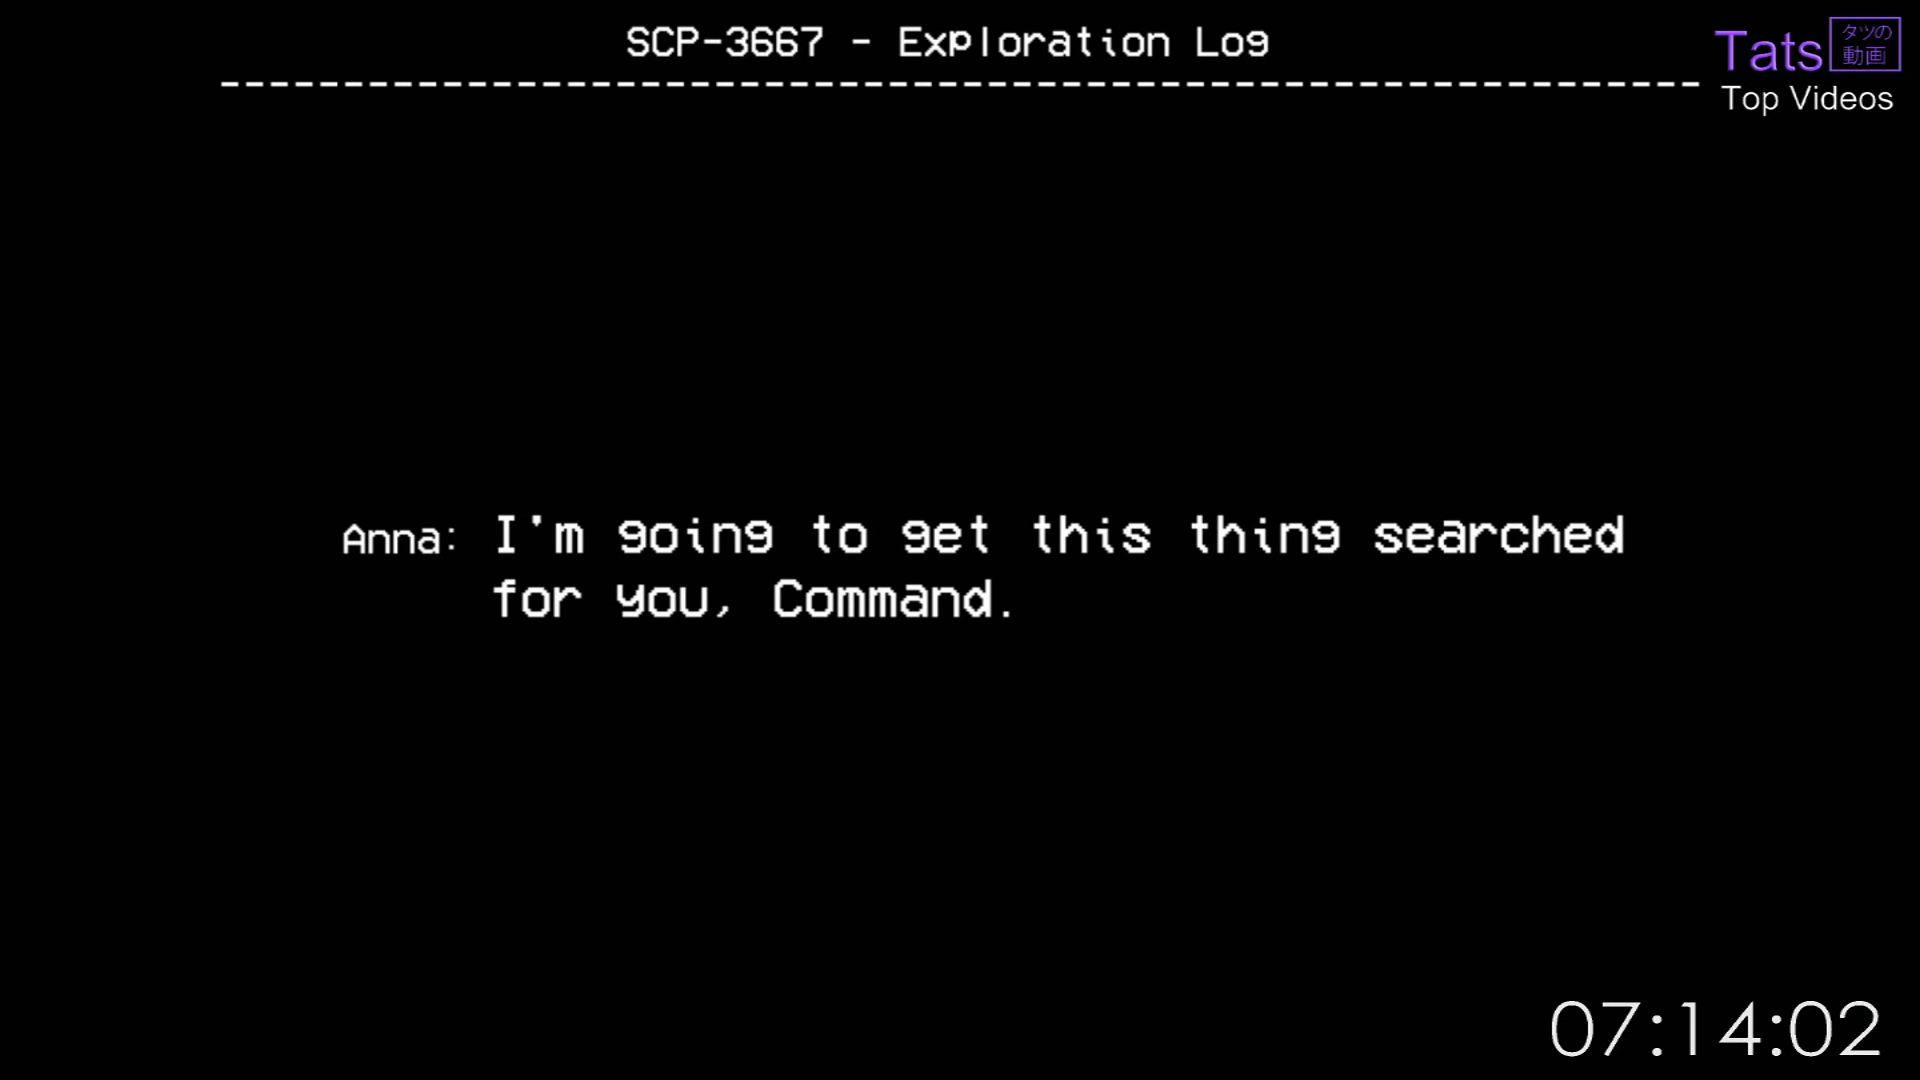 SCP-3667 - Exploration Log
Tats タツの動画
Top Videos
Anna: I'm going to get this thing searched
for you, Command.
07:14:02